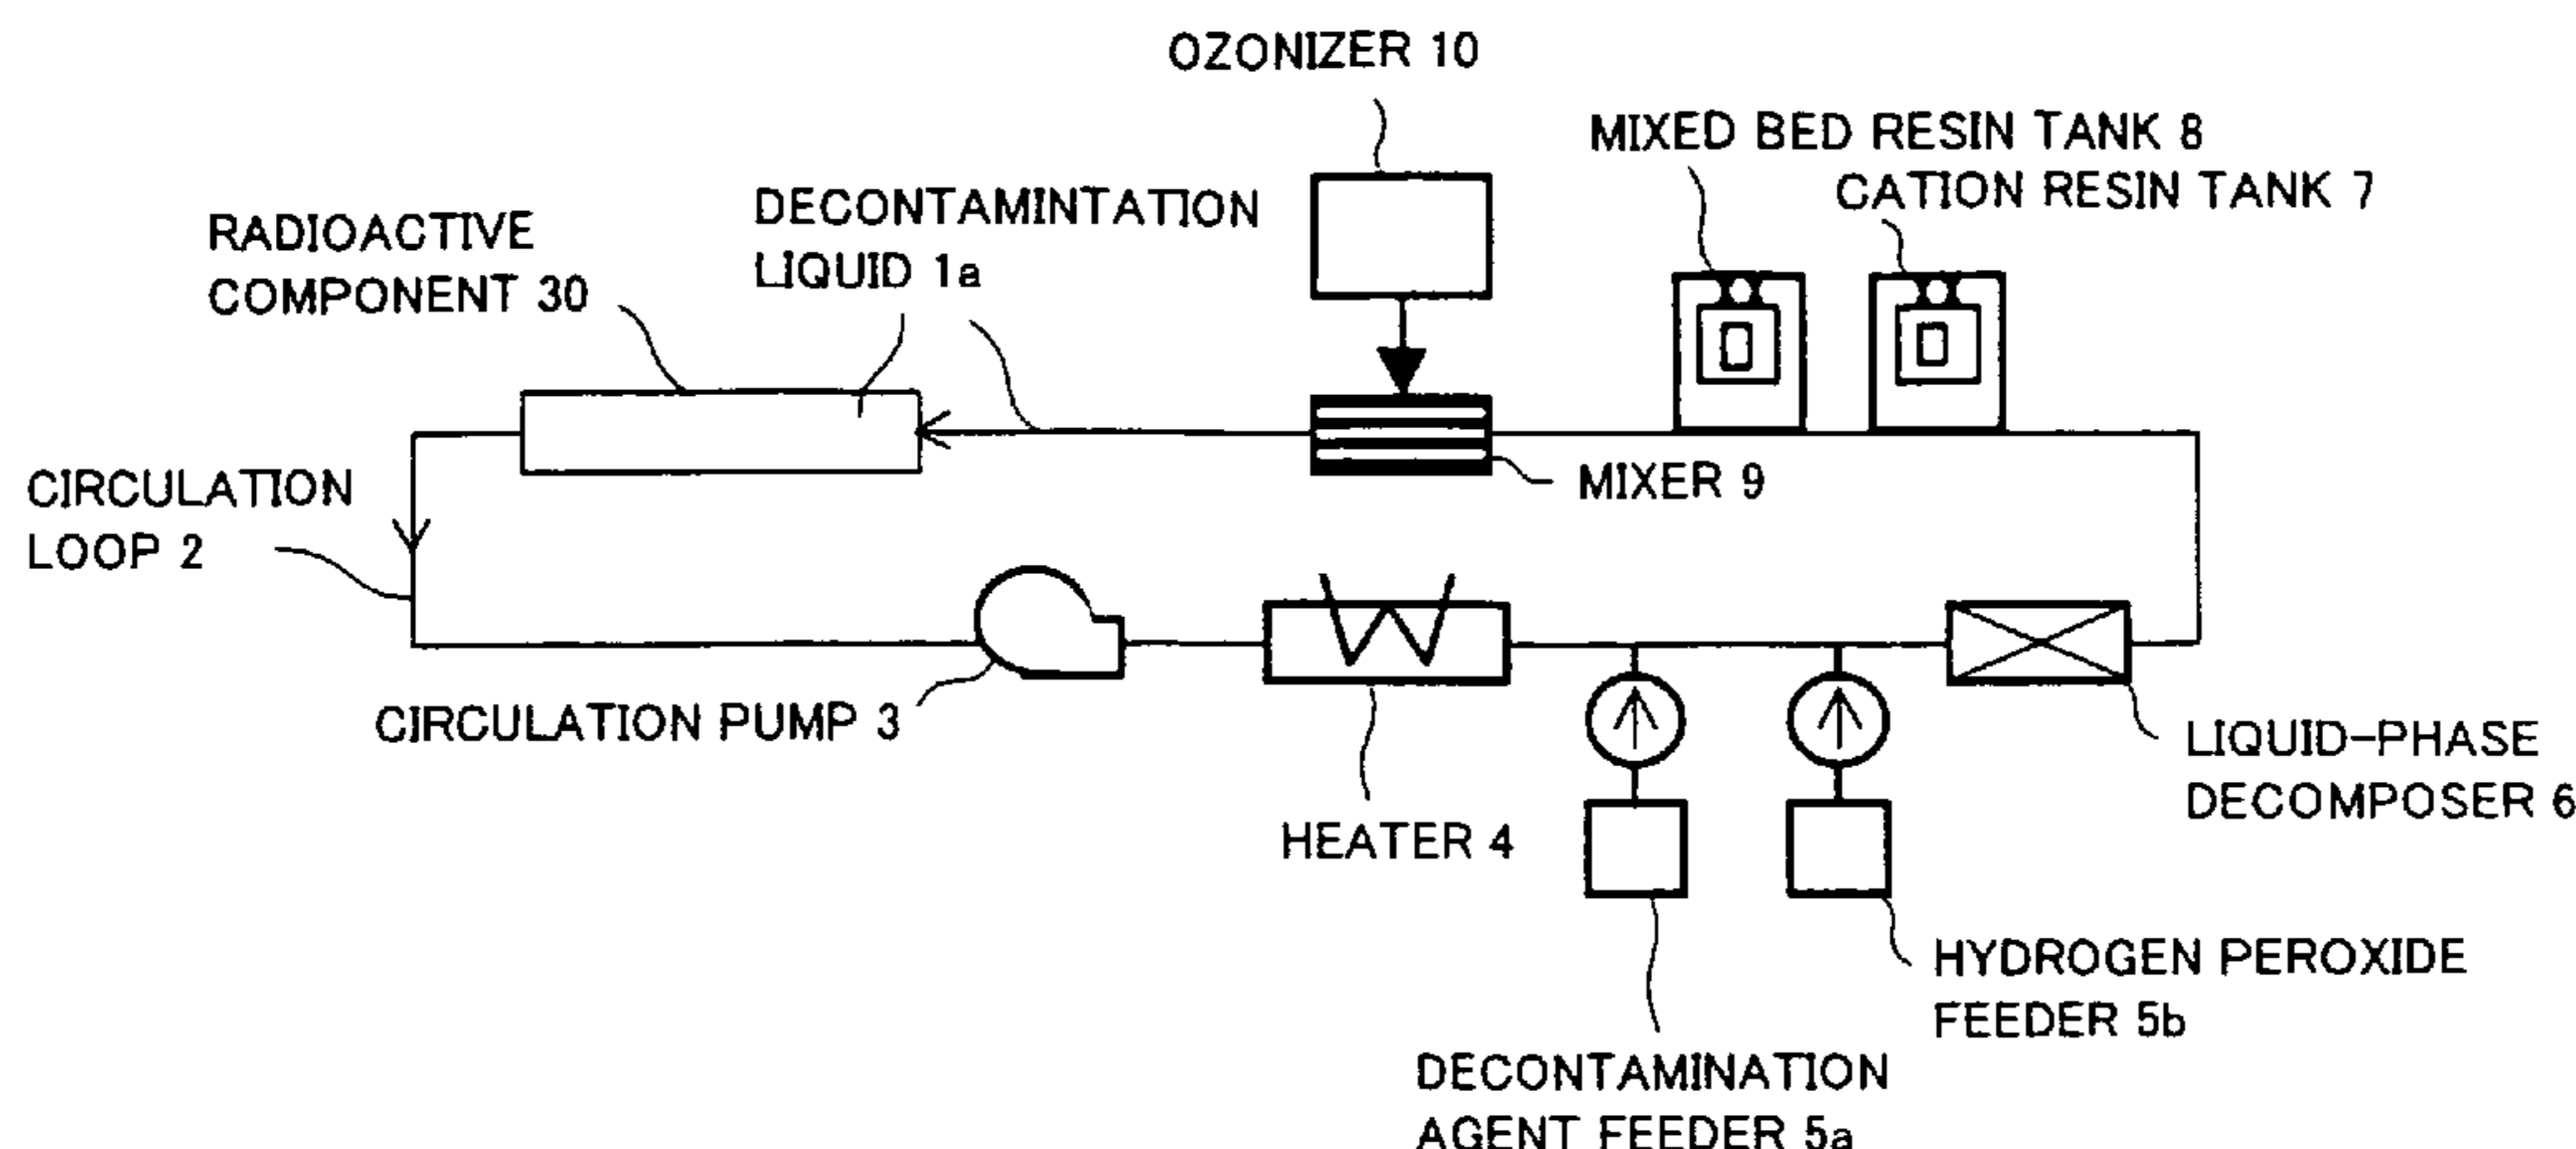 OZONIZER 10
MIXED BED RESIN TANK 8
CATION RESIN TANK 7
DECONTAMINTATION
LIQUID 1a
RADIOACTIVE
COMPONENT 30
MIXER 9
CIRCULATION
LOOP 2
CIRCULATION PUMP 3
HEATER 4
LIQUID-PHASE
DECOMPOSER 6
HYDROGEN PEROXIDE
FEEDER 5b
DECONTAMINATION
AGENT FEEDER 5a